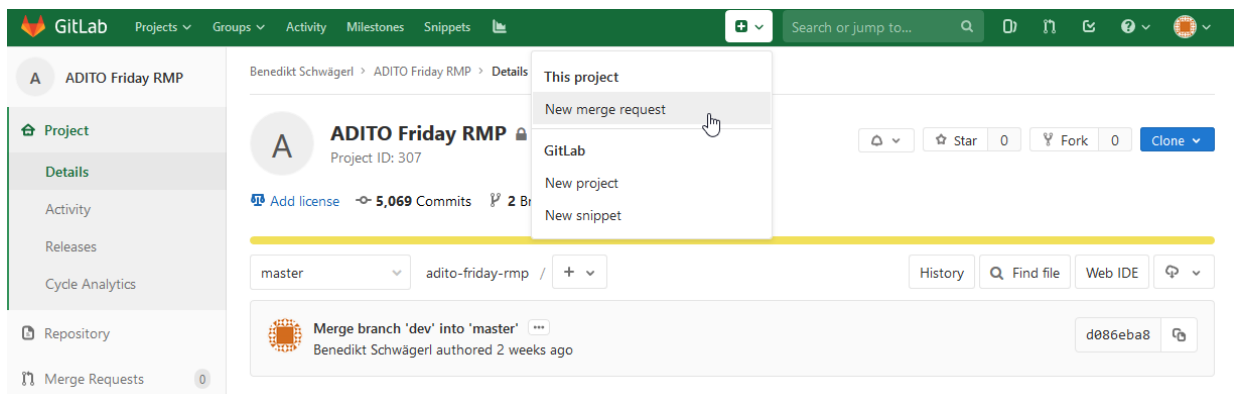 GitLab Projects Groups Activity Milestones Snippets Search or jump to...
A ADITO Friday RMP
Benedikt Schwägerl > ADITO Friday RMP > Details
This project
New merge request
GitLab
New project
New snippet
Project
Details
Activity
Releases
Cycle Analytics
Repository
Merge Requests 0
A ADITO Friday RMP
Project ID: 307
Star 0 Fork 0 Clone
Add license 5,069 Commits 2
master adito-friday-rmp / + History Find file Web IDE
Merge branch 'dev' into 'master' ...
Benedikt Schwägerl authored 2 weeks ago
d086eba8